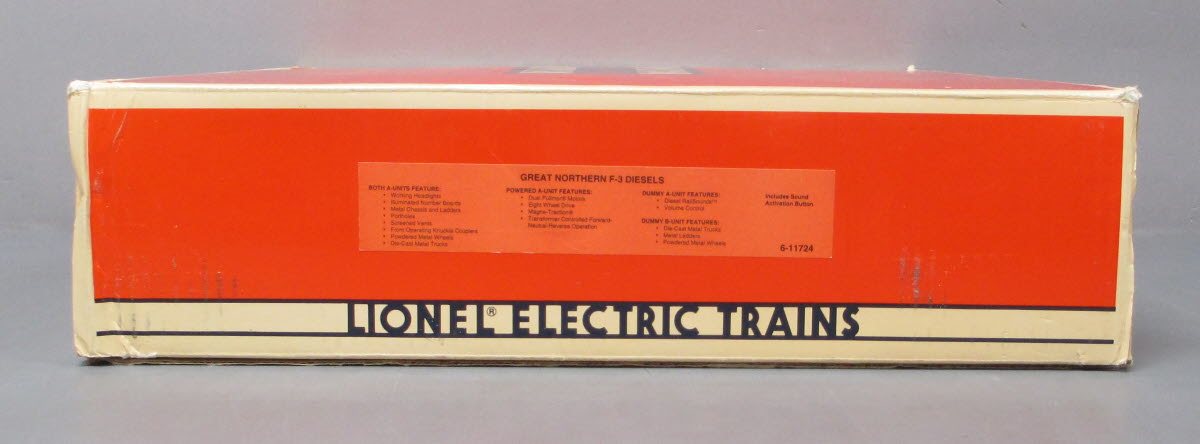 GREAT NORTHERN F-3 DIESELS
BOTH A-UNITS FEATURE:
• Working Headlights
• Illuminated Number Boards
• Metal Chassis and Ladders
• Portholes
• Screened Vents
• Front Operating Knuckle Couplers
• Powdered Metal Wheels
• Die-Cast Metal Trucks
POWERED A-UNIT FEATURES:
• Dual Pullmor® Motors
• Eight Wheel Drive
• Magne-Traction®
• Transformer Controlled Forward-
Neutral-Reverse Operation
DUMMY A-UNIT FEATURES:
• Diesel RailSounds™
• Volume Control
DUMMY B-UNIT FEATURES:
• Die-Cast Metal Trucks
• Metal Ladders
• Powdered Metal Wheels
Includes Sound
Activation Button
6-11724
LIONEL® ELECTRIC TRAINS